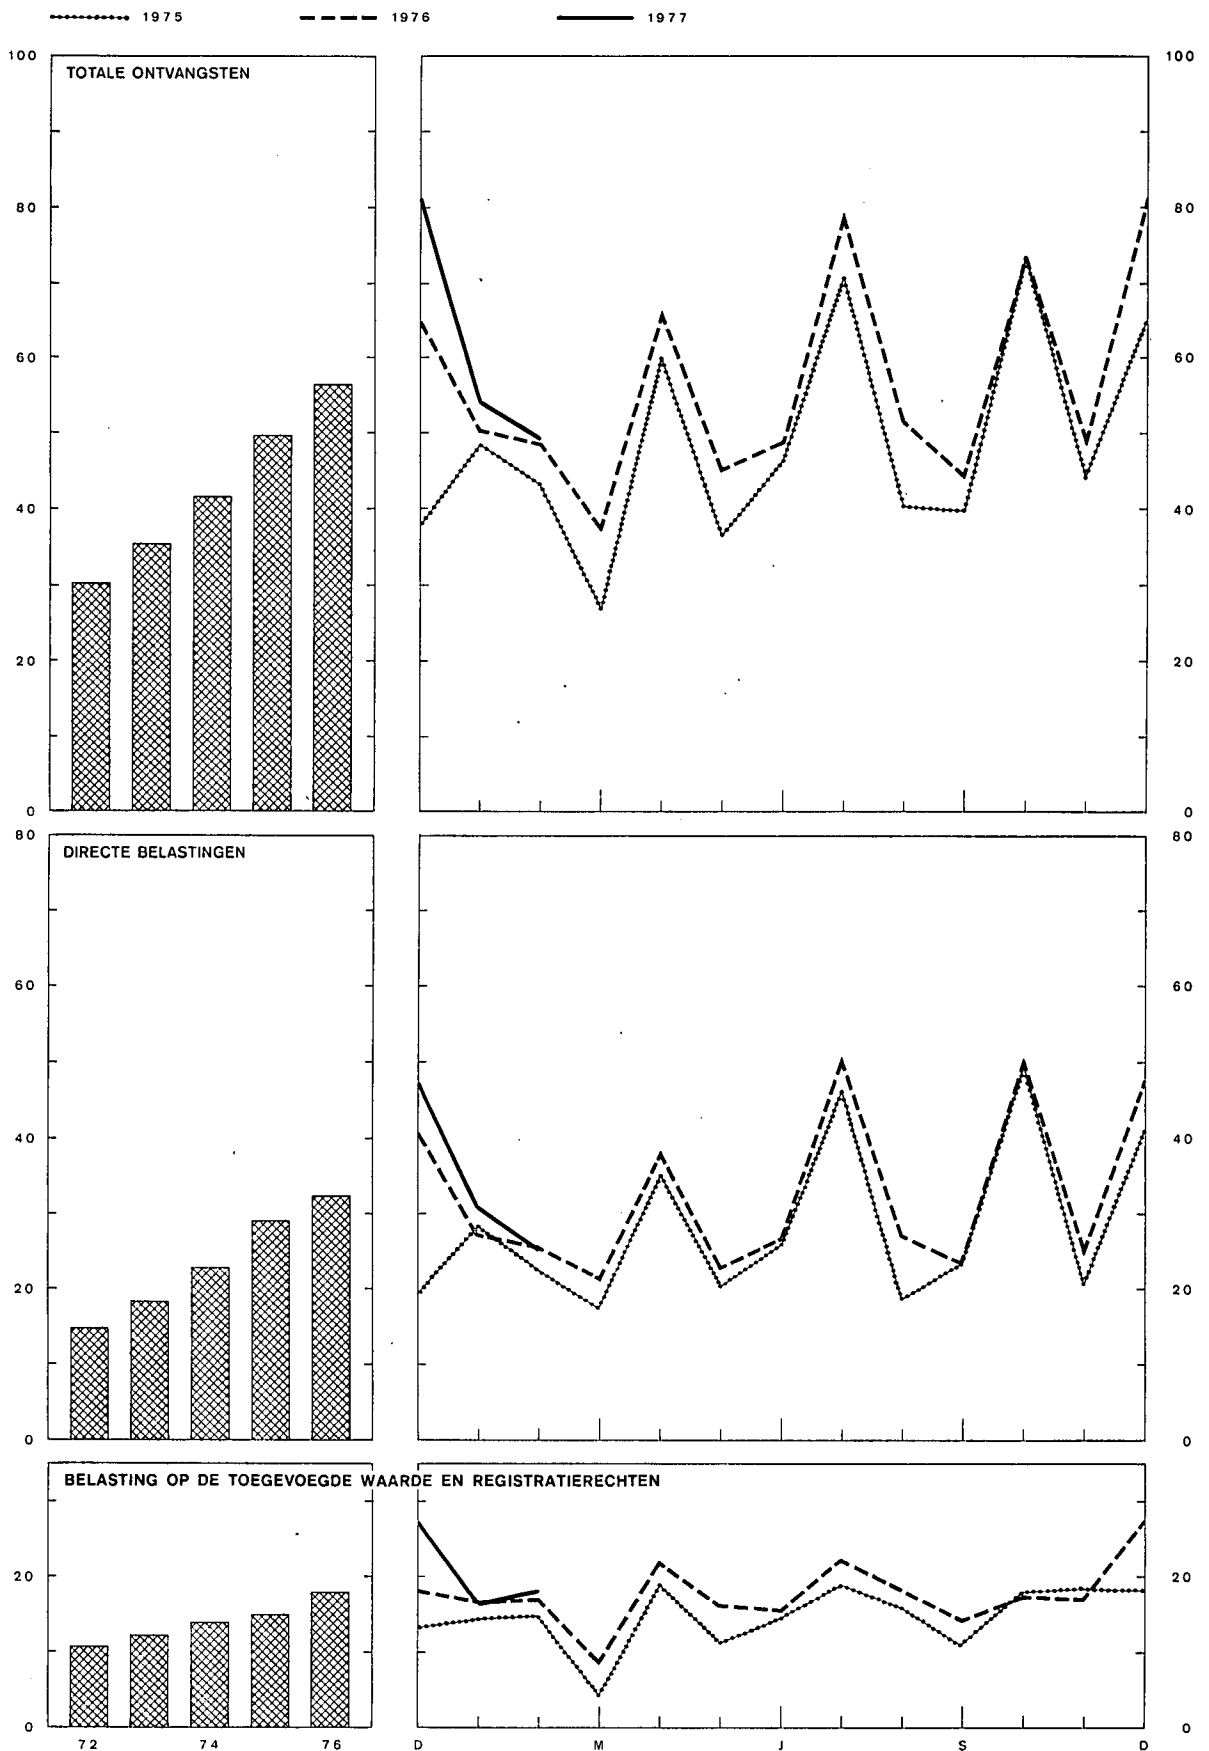 1975 1976 1977
TOTALE ONTVANGSTEN
100 100
80 80
60 60
40 40
20 20
0 0
DIRECTE BELASTINGEN
80 80
60 60
40 40
20 20
0 0
BELASTING OP DE TOEGEVOEGDE WAARDE EN REGISTRATIERECHTEN
20 20
0 0
72 74 76 D M J S D